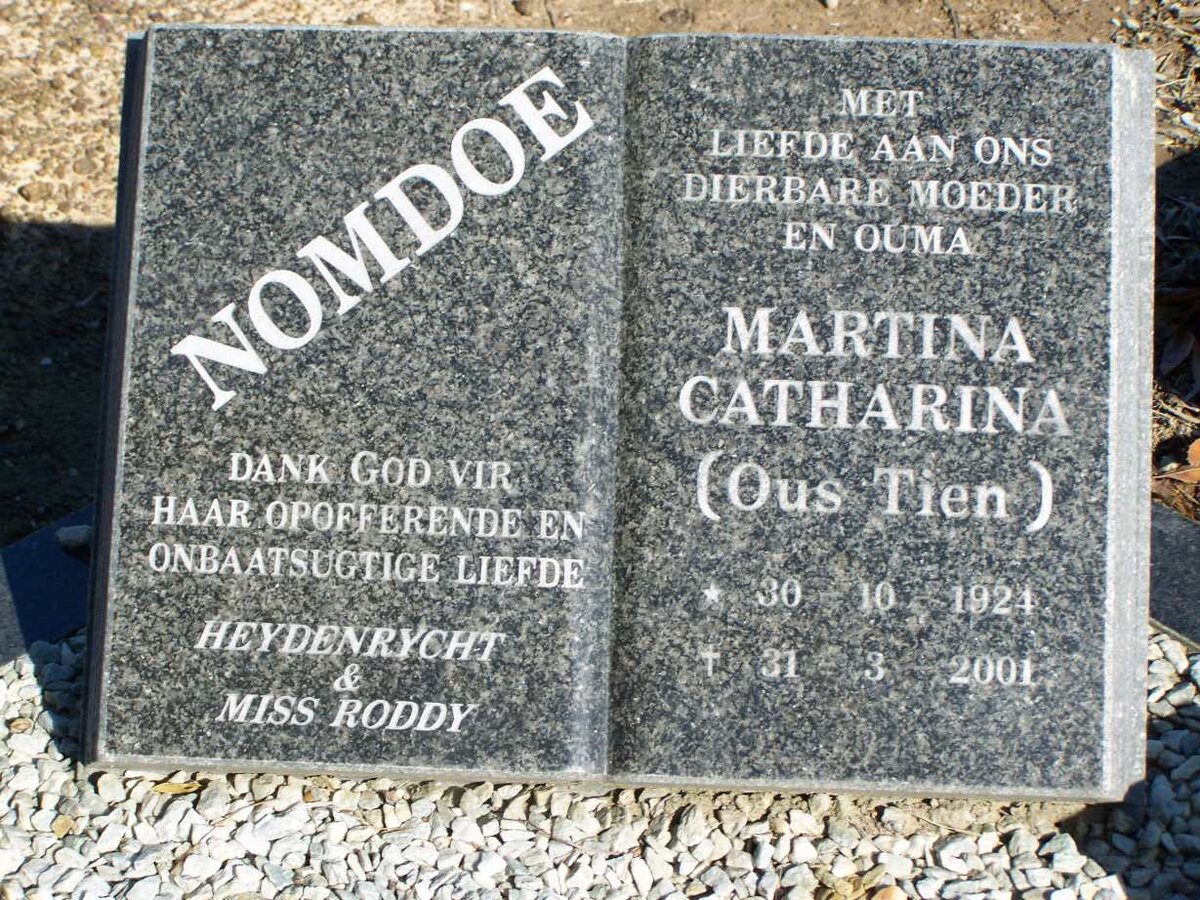 NOMDOE
DANK GOD VIR
HAAR OPOFFERENDE EN
ONBAATSUGTIGE LIEFDE
HEYDENRYCHT
&
MISS RODDY
MET
LIEFDE AAN ONS
DIERBARE MOEDER
EN OUMA
MARTINA
CATHARINA
(Ous Tien)
★ 30 10 1924
† 31 3 2001